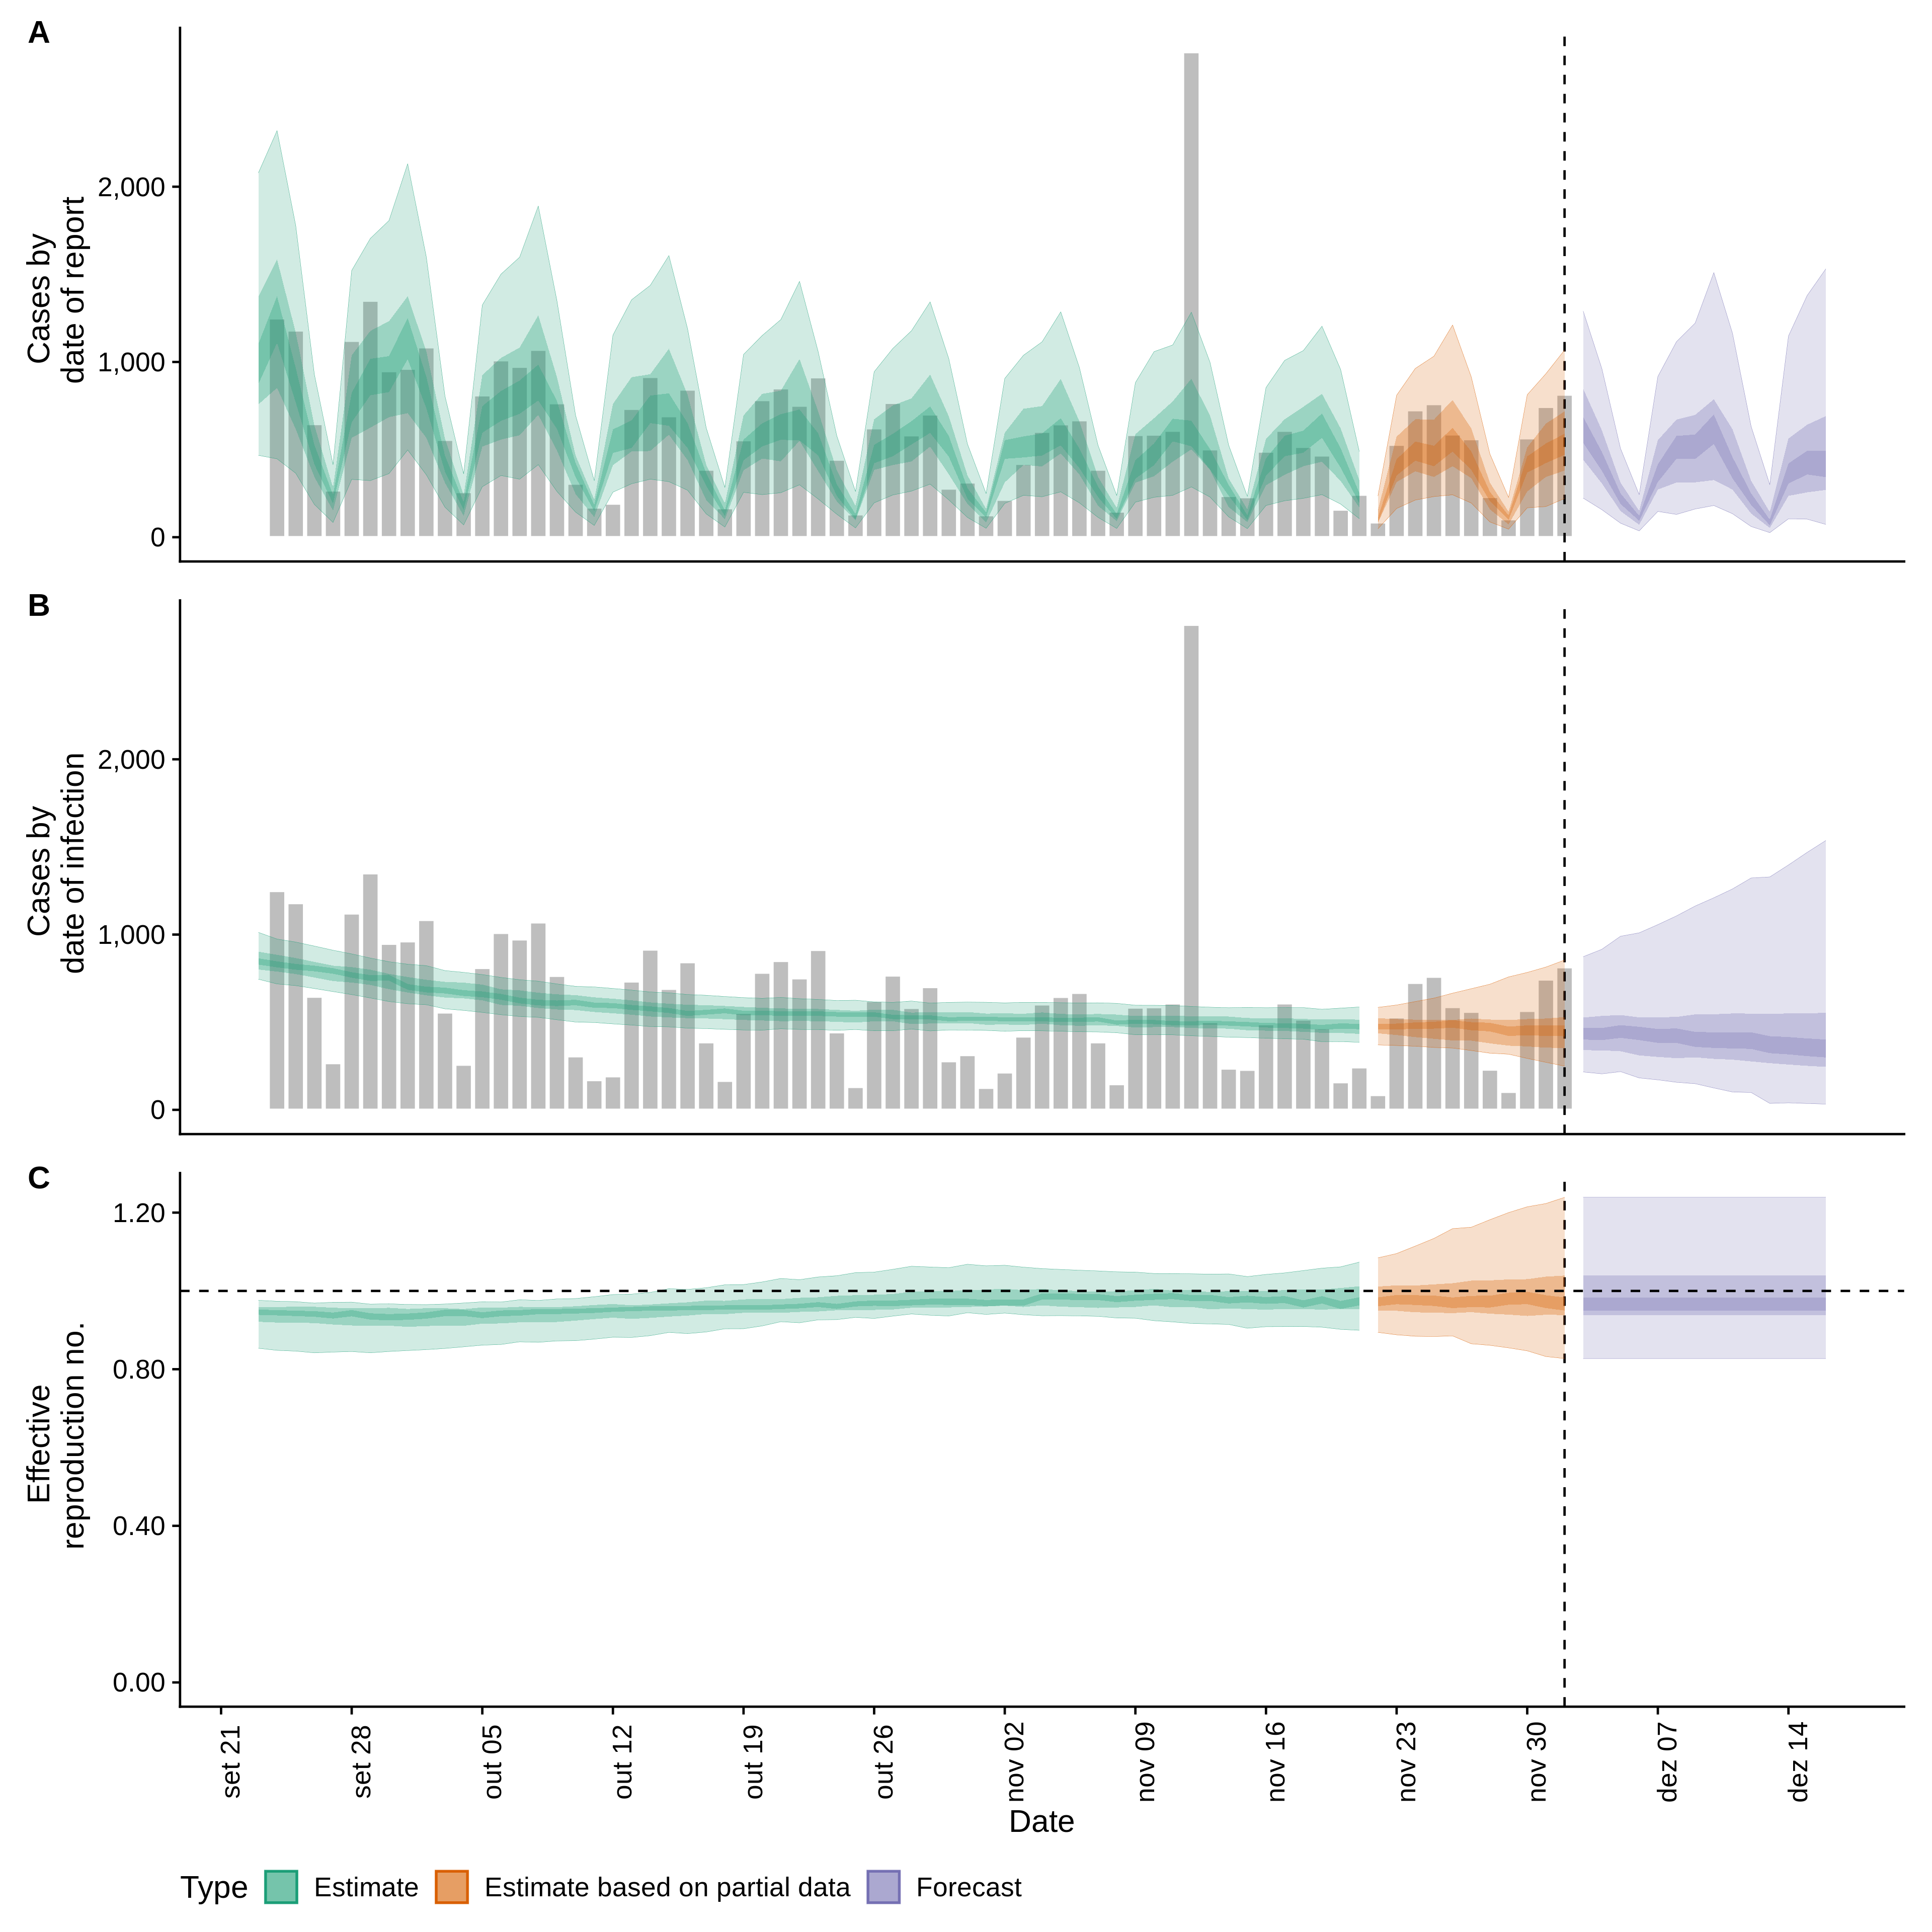 A
Cases by
date of report
2,000
1,000
0
B
Cases by
date of infection
2,000
1,000
0
C
Effective
reproduction no.
1.20
0.80
0.40
0.00
set 21
set 28
out 05
out 12
out 19
out 26
nov 02
nov 09
nov 16
nov 23
nov 30
dez 07
dez 14
Date
Type Estimate Estimate based on partial data Forecast